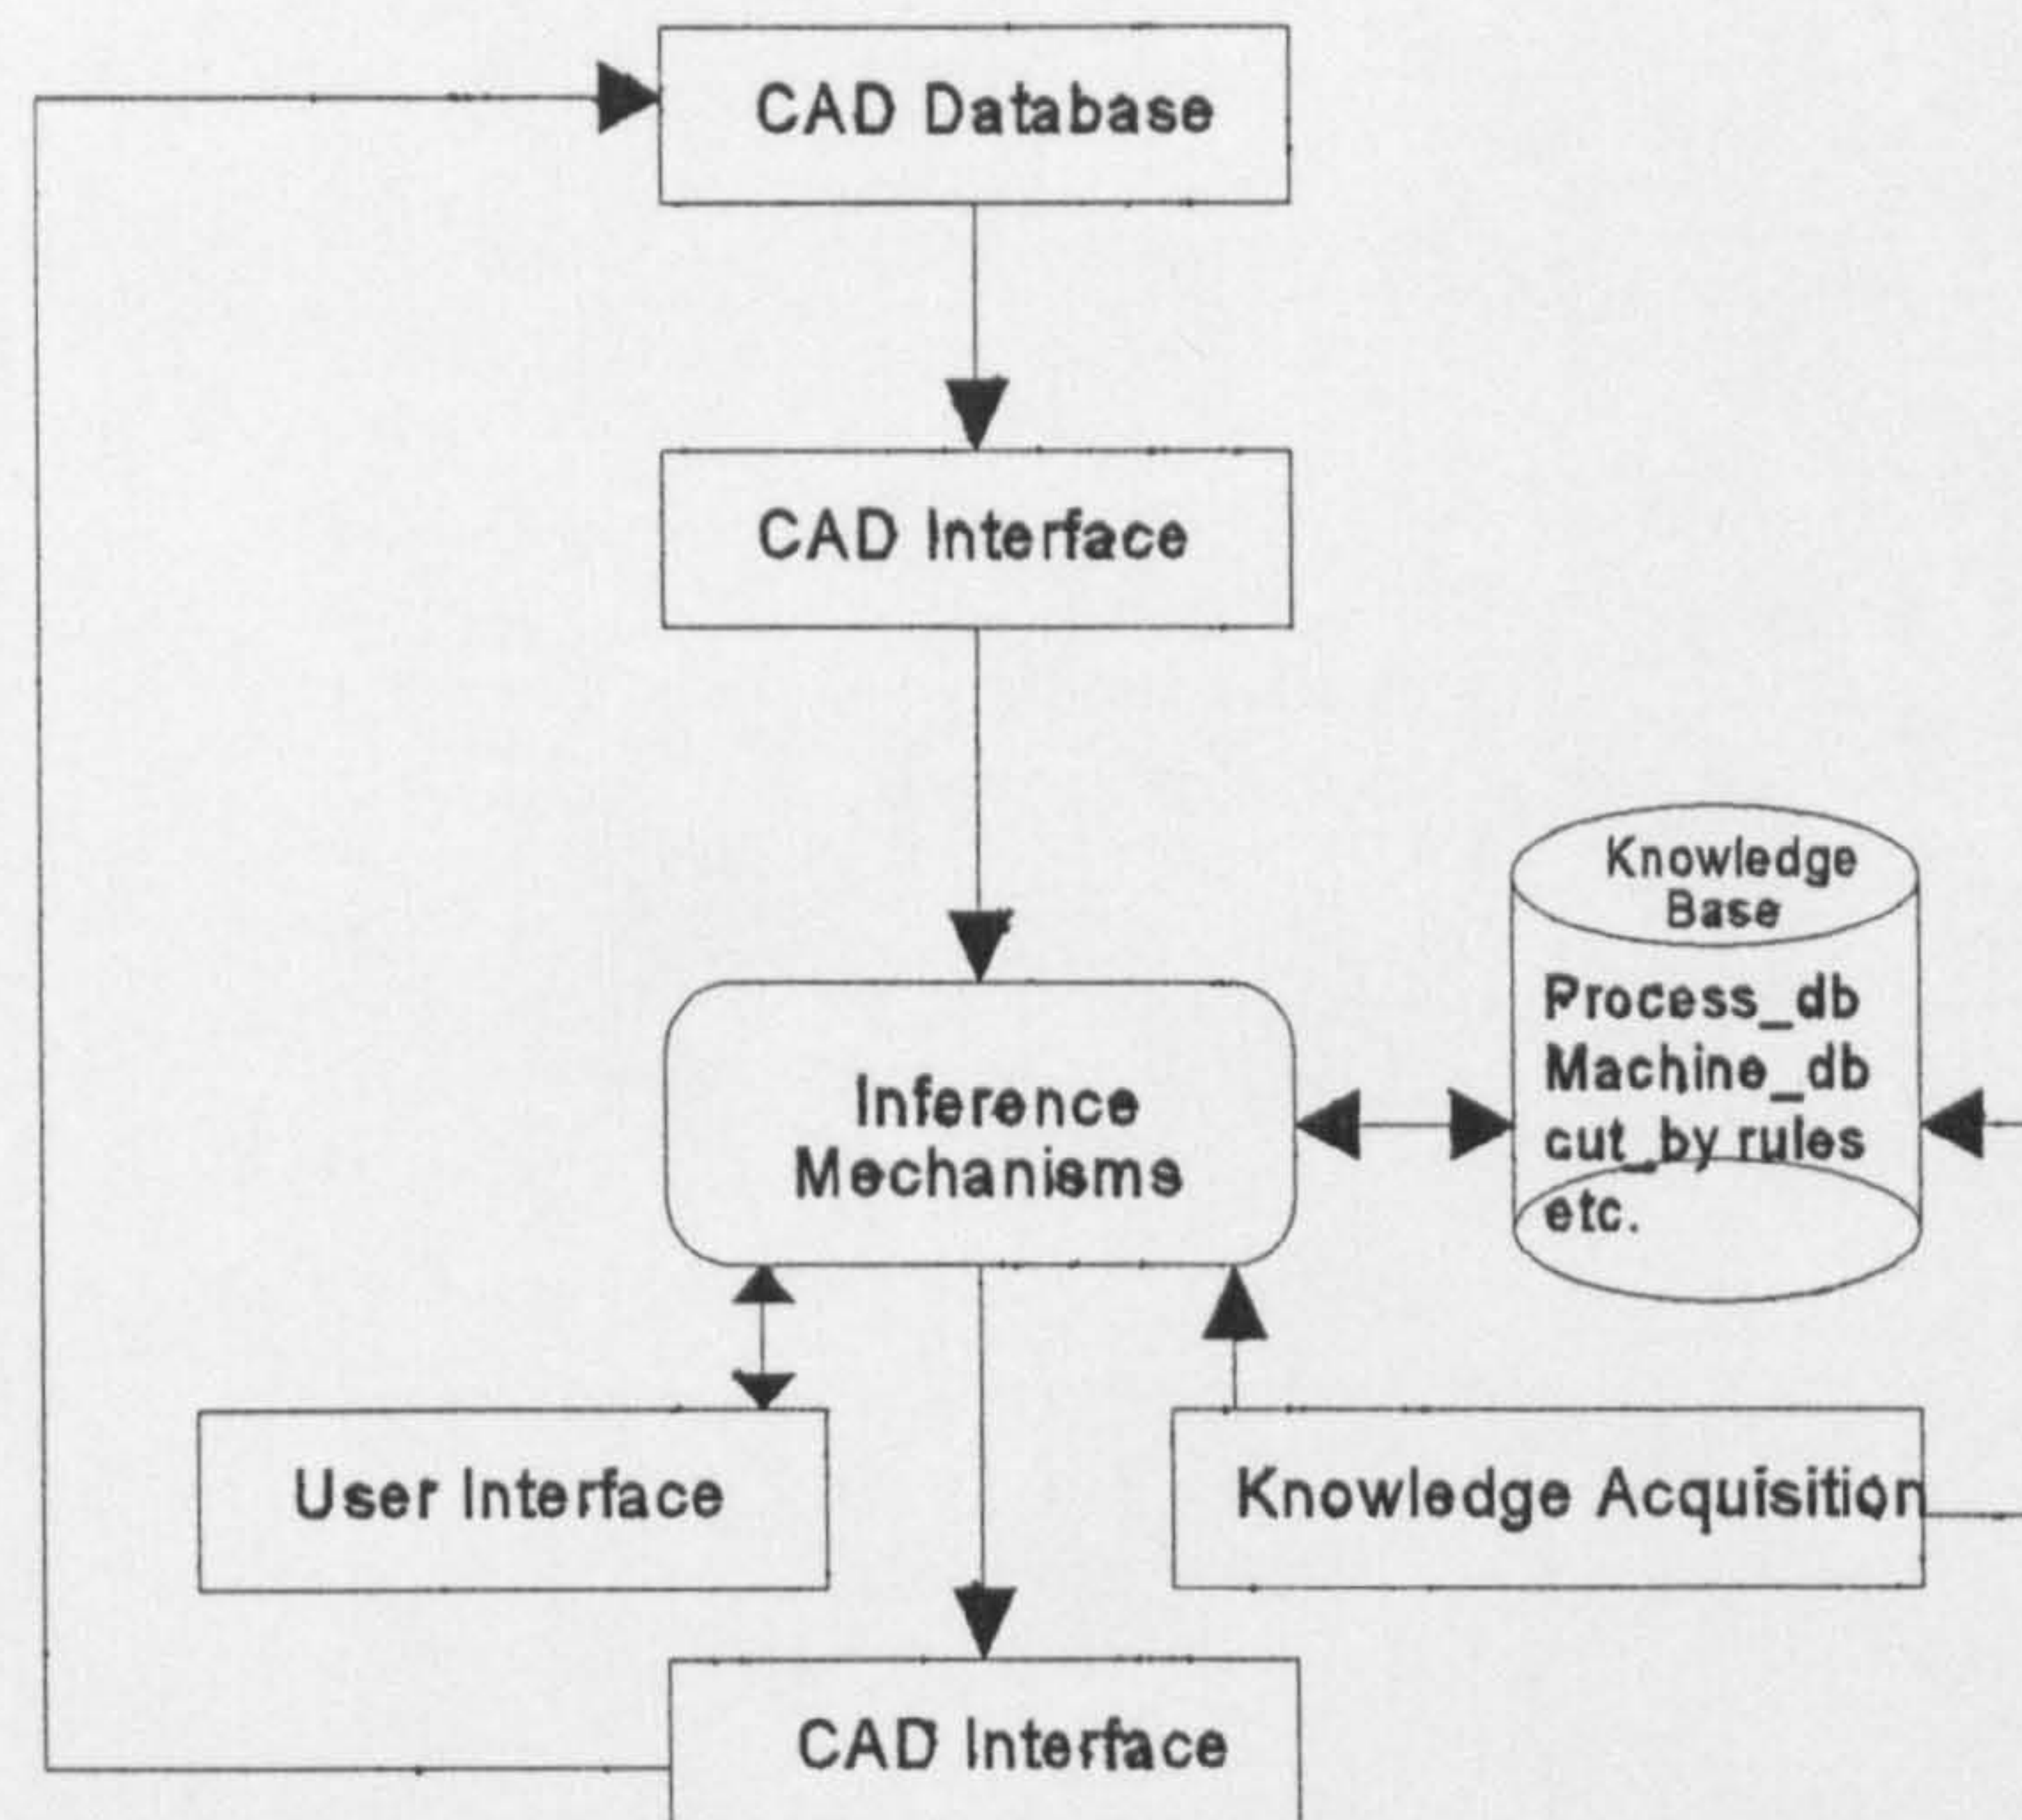 CAD Database
CAD Interface
Knowledge
Base
Process_db
Machine_db
cut_by rules
etc.
Inference
Mechanisms
User Interface
Knowledge Acquisition
CAD Interface